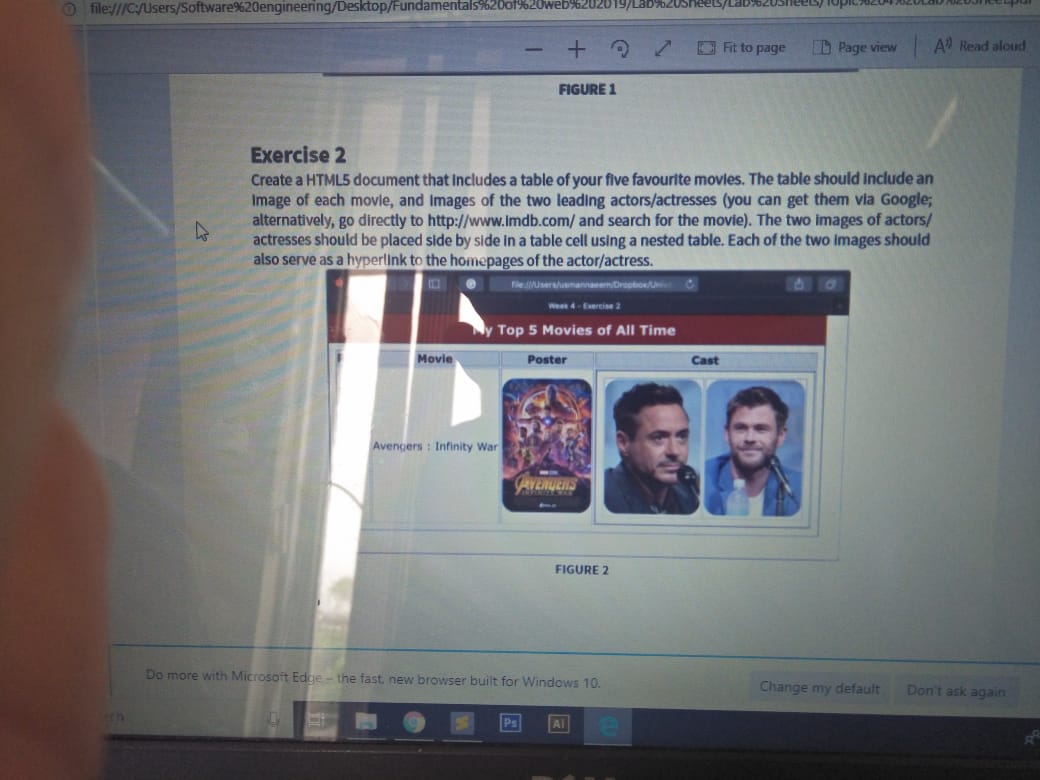 file:///C:/Users/Software%20engineering/Desktop/Fundamentals%20of%20web%202019/Lab%20Sheets/Lab%20Sheets/
Fit to page
Page view
Read aloud
FIGURE 1
Exercise 2
Create a HTML5 document that includes a table of your five favourite movies. The table should include an
image of each movie, and images of the two leading actors/actresses (you can get them via Google;
alternatively, go directly to http://www.imdb.com/ and search for the movie). The two images of actors/
actresses should be placed side by side in a table cell using a nested table. Each of the two images should
also serve as a hyperlink to the homepages of the actor/actress.
file:///Users/usmannaeem/Dropbox/
Week 4 - Exercise 2
Top 5 Movies of All Time
Movie
Poster
Cast
Avengers : Infinity War
AVENGERS
INFINITY WAR
FIGURE 2
Do more with Microsoft Edge – the fast, new browser built for Windows 10.
Change my default
Don't ask again
Ps
Ai